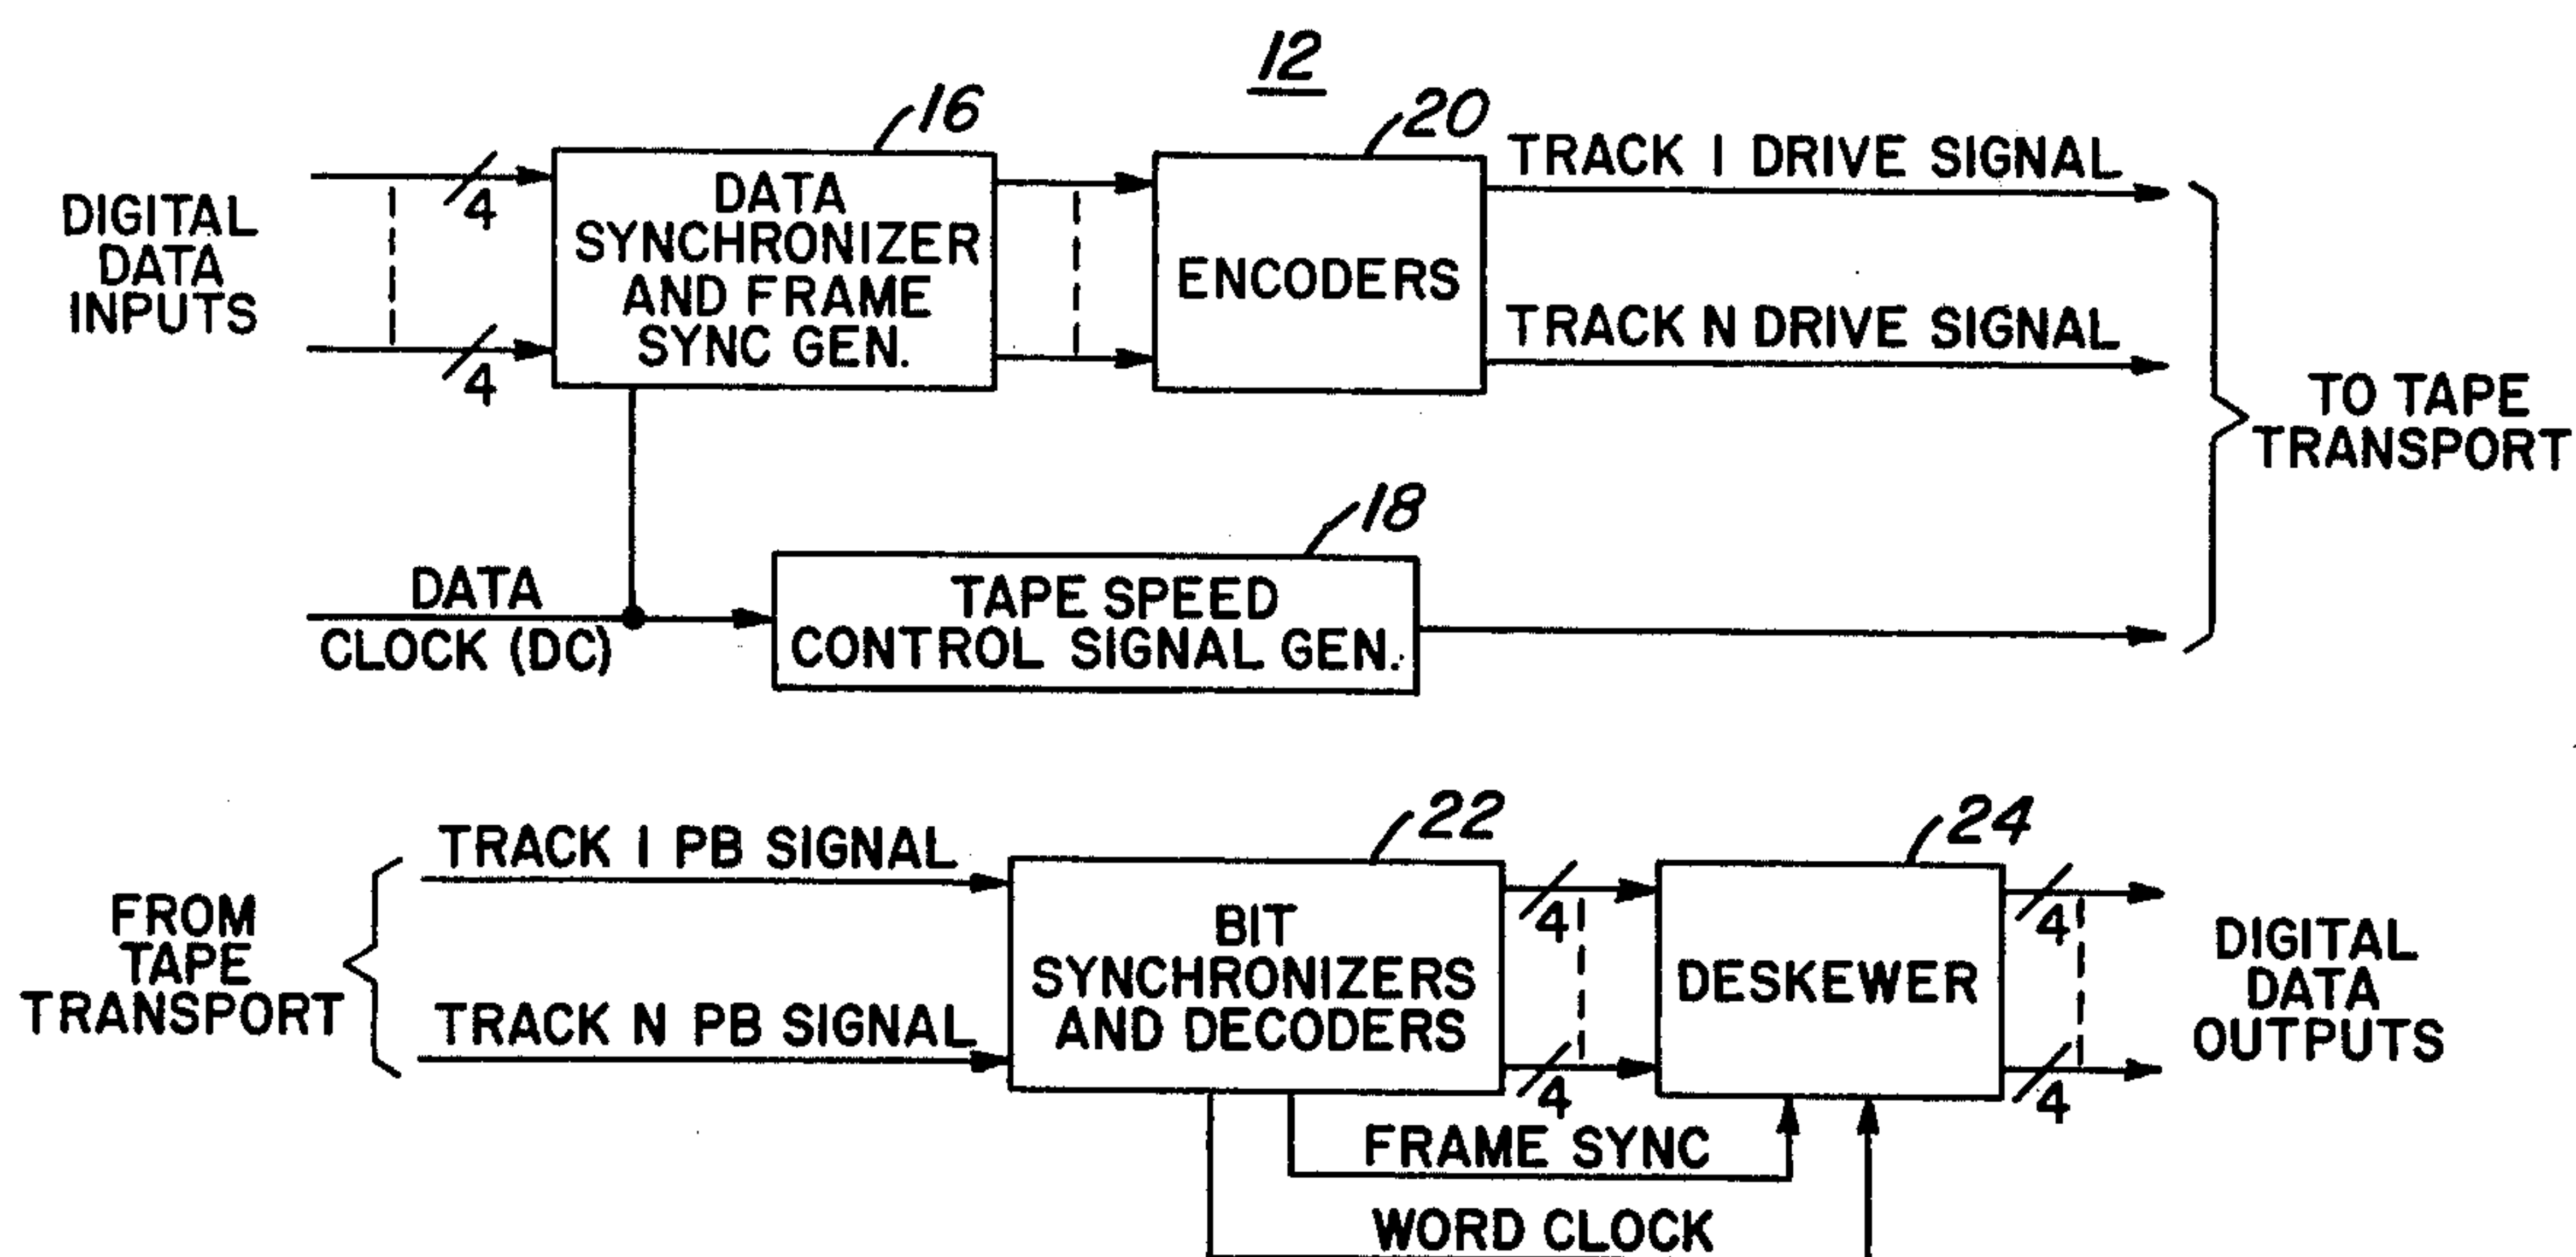 12
16
20
DIGITAL
DATA
INPUTS
4
4
DATA
SYNCHRONIZER
AND FRAME
SYNC GEN.
ENCODERS
TRACK 1 DRIVE SIGNAL
TRACK N DRIVE SIGNAL
TO TAPE
TRANSPORT
18
DATA
CLOCK (DC)
TAPE SPEED
CONTROL SIGNAL GEN.
22
24
FROM
TAPE
TRANSPORT
TRACK 1 PB SIGNAL
TRACK N PB SIGNAL
BIT
SYNCHRONIZERS
AND DECODERS
4
4
DESKEWER
4
4
DIGITAL
DATA
OUTPUTS
FRAME SYNC
WORD CLOCK